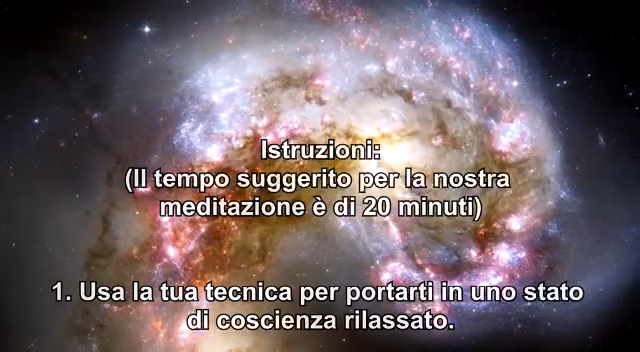 Istruzioni:
(Il tempo suggerito per la nostra
meditazione è di 20 minuti)
1. Usa la tua tecnica per portarti in uno stato
di coscienza rilassato.